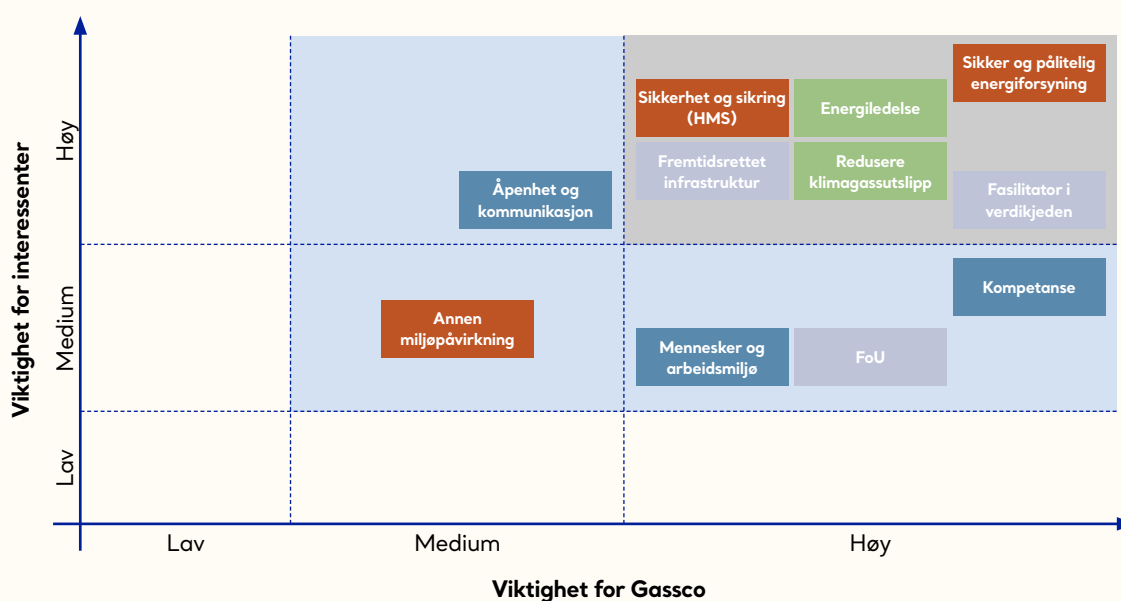 Viktighet for interessenter
Høy
Medium
Lav
Sikker og pålitelig
energiforsyning
Sikkerhet og sikring
(HMS)
Energiledelse
Fremtidsrettet
infrastruktur
Redusere
klimagassutslipp
Åpenhet og
kommunikasjon
Fasilitator i
verdikjeden
Kompetanse
Annen
miljøpåvirkning
Mennesker og
arbeidsmiljø
FoU
Lav
Medium
Høy
Viktighet for Gassco